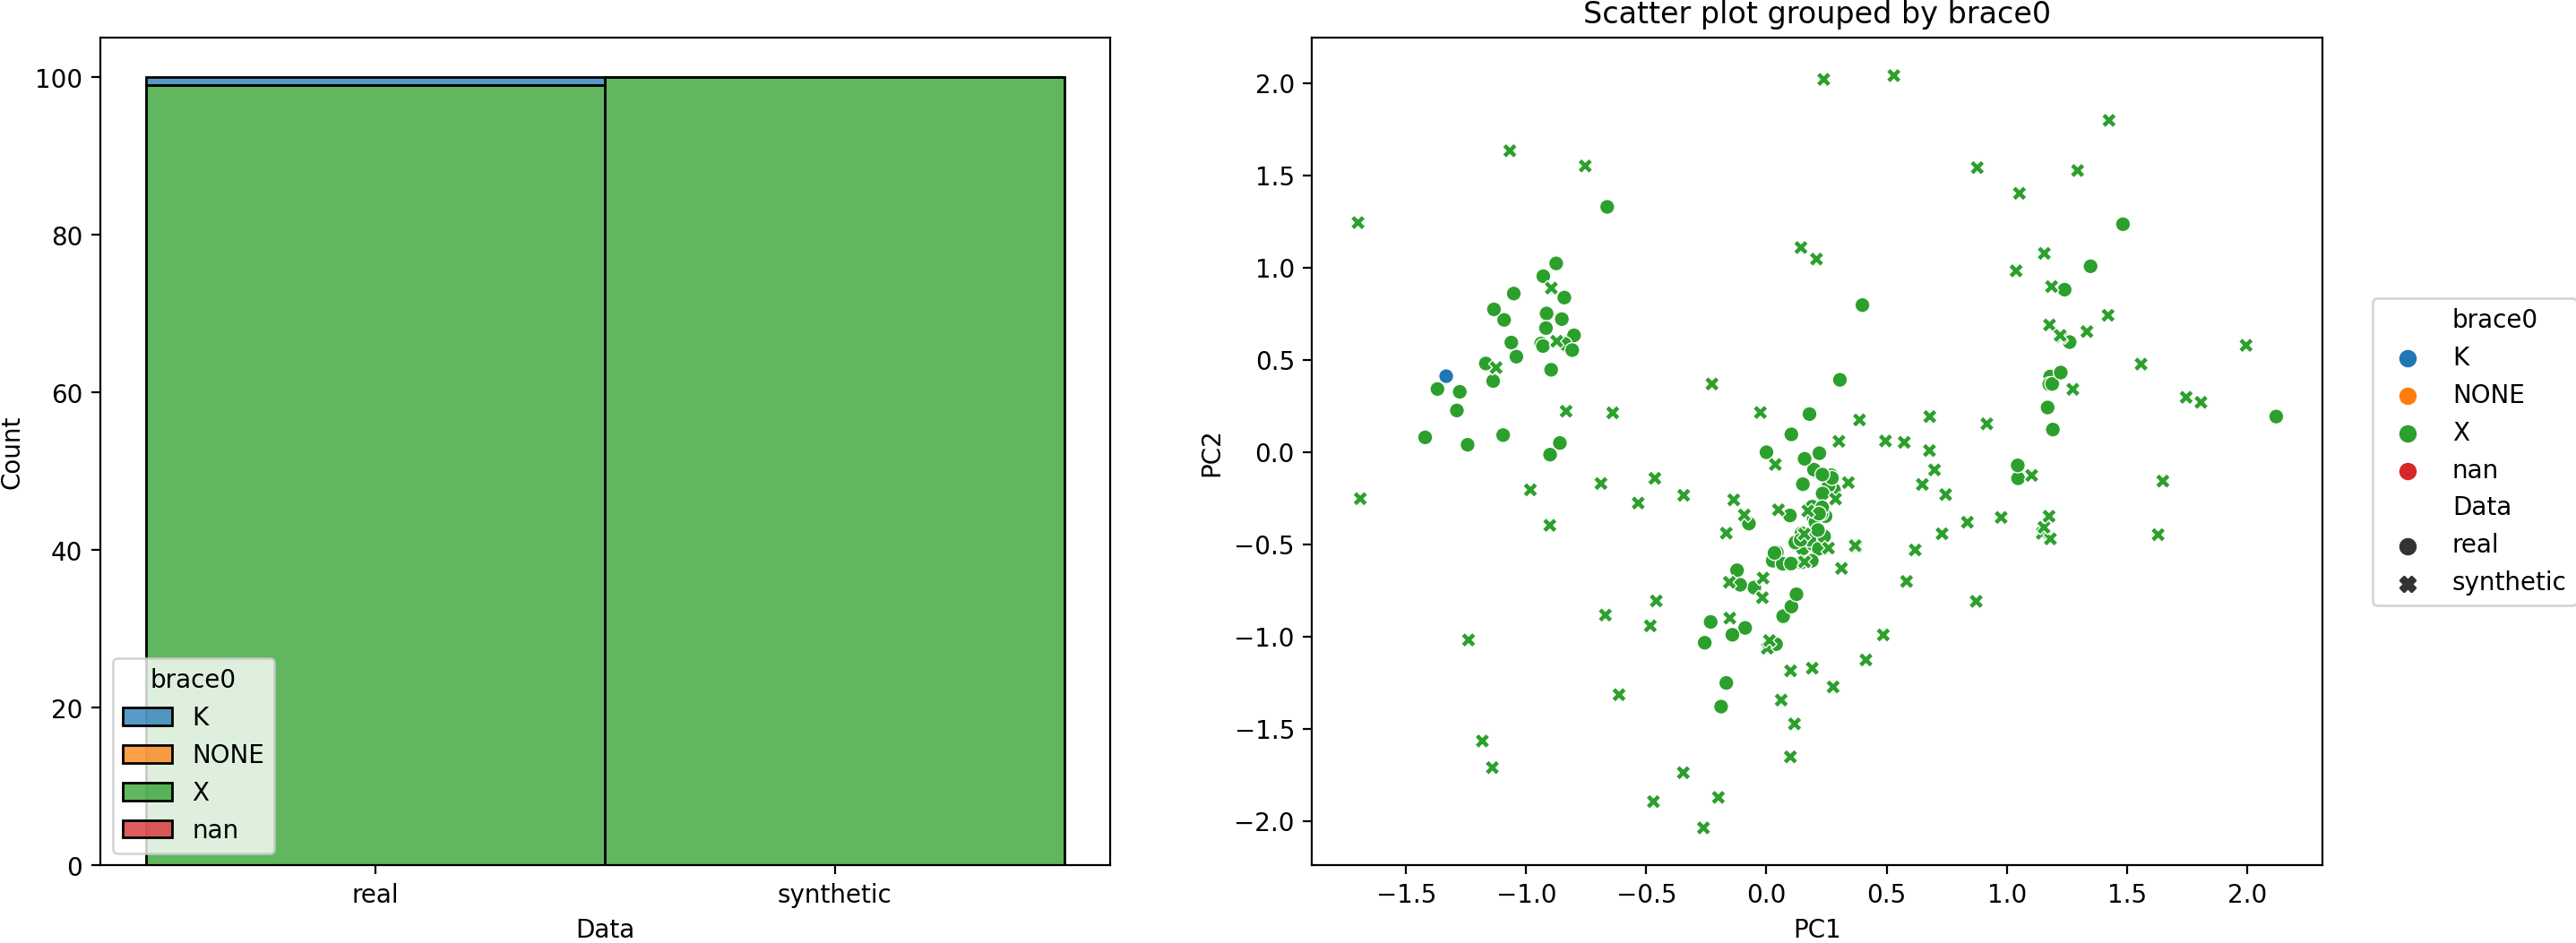 Count
100
80
60
40
20
0
brace0
K
NONE
X
nan
real
synthetic
Data
Scatter plot grouped by brace0
PC2
2.0
1.5
1.0
0.5
0.0
−0.5
−1.0
−1.5
−2.0
−1.5
−1.0
−0.5
0.0
0.5
1.0
1.5
2.0
PC1
brace0
K
NONE
X
nan
Data
real
synthetic